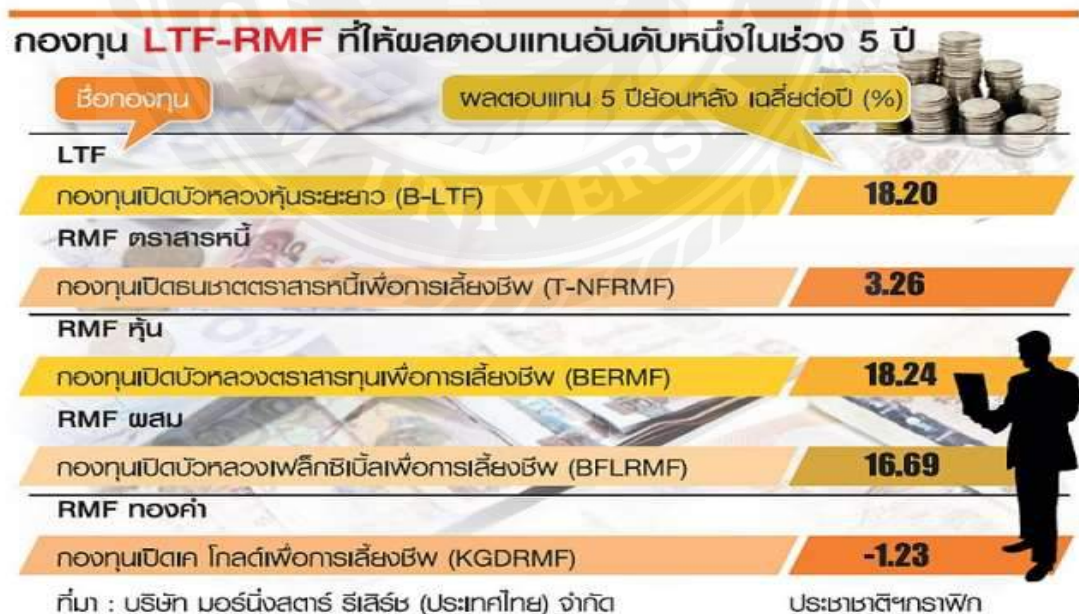 กองทุน LTF-RMF ที่ให้ผลตอบแทนอันดับหนึ่งในช่วง 5 ปี
ชื่อกองทุน ผลตอบแทน 5 ปีย้อนหลัง เฉลี่ยต่อปี (%)
LTF
กองทุนเปิดบัวหลวงหุ้นระยะยาว (B-LTF) 18.20
RMF ตราสารหนี้
กองทุนเปิดธนชาตตราสารหนี้เพื่อการเลี้ยงชีพ (T-NFRMF) 3.26
RMF หุ้น
กองทุนเปิดบัวหลวงตราสารทุนเพื่อการเลี้ยงชีพ (BERMF) 18.24
RMF ผสม
กองทุนเปิดบัวหลวงเฟล็กซิเบิ้ลเพื่อการเลี้ยงชีพ (BFLRMF) 16.69
RMF ทองคำ
กองทุนเปิดเค โกลด์เพื่อการเลี้ยงชีพ (KGDRMF) -1.23
ที่มา : บริษัท มอร์นิ่งสตาร์ รีเสิร์ช (ประเทศไทย) จำกัด ประชาชาติฯกราฟิก